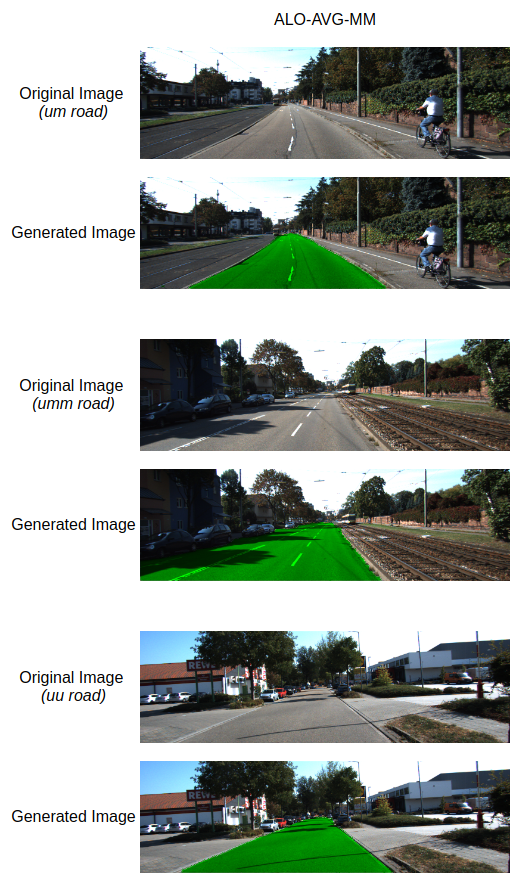 ALO-AVG-MM
Original Image
(um road)
Generated Image
Original Image
(umm road)
Generated Image
Original Image
(uu road)
REWE
Generated Image